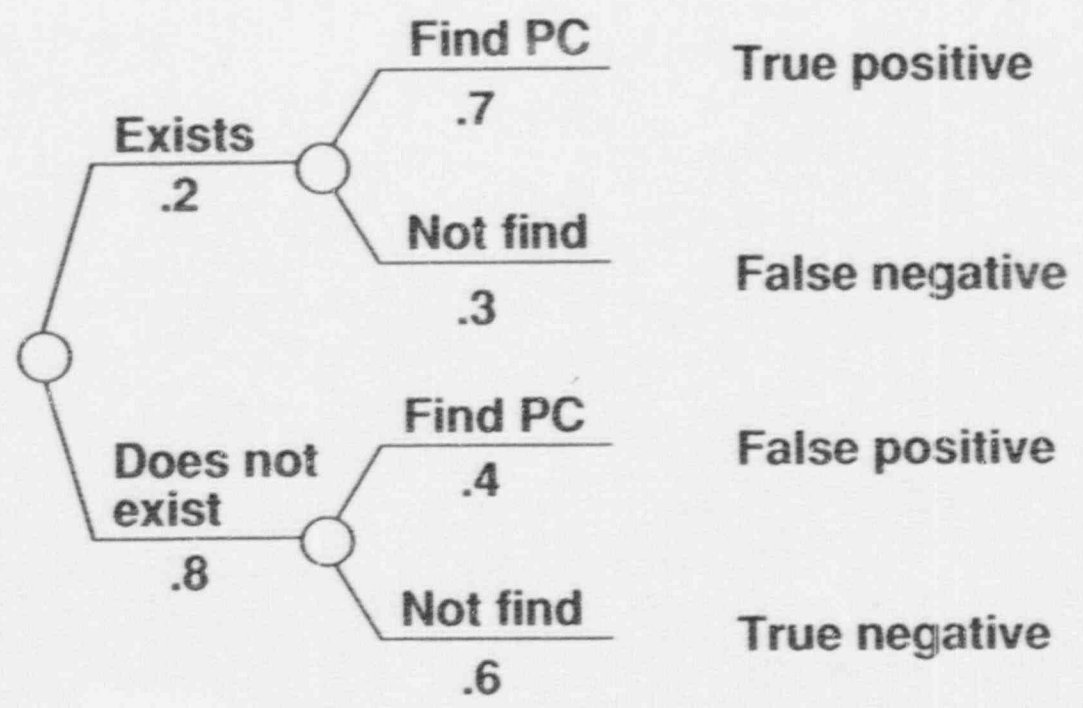 Find PC
True positive
.7
Exists
.2
Not find
False negative
.3
Find PC
False positive
.4
Does not
exist
.8
Not find
True negative
.6